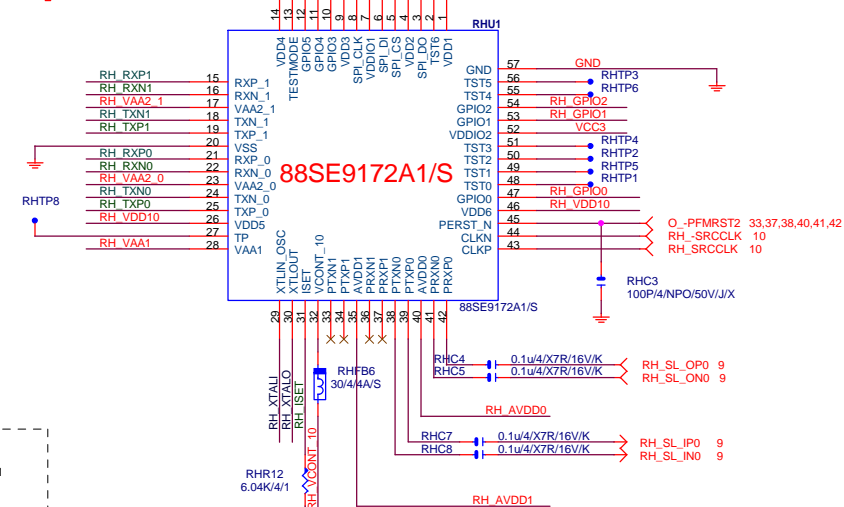 RHU1
14 13 12 11 10 9 8 7 6 5 4 3 2 1
VDD4
TESTMODE
GPIO5
GPIO4
GPIO3
VDD3
SPI_CLK
VDDIO1
SPI_DI
SPI_CS
VDD2
SPI_DO
TST6
VDD1
RH_RXP1 15 RXP_1
RH_RXN1 16 RXN_1
RH_VAA2_1 17 VAA2_1
RH_TXN1 18 TXN_1
RH_TXP1 19 TXP_1
20 VSS
RH_RXP0 21 RXP_0
RH_RXN0 22 RXN_0
RH_VAA2_0 23 VAA2_0
RH_TXN0 24 TXN_0
RH_TXP0 25 TXP_0
RH_VDD10 26 VDD5
RHTP8 27 TP
RH_VAA1 28 VAA1
88SE9172A1/S
GND 57 GND
TST5 56 RHTP3
TST4 55 RHTP6
GPIO2 54 RH_GPIO2
GPIO1 53 RH_GPIO1
VDDIO2 52 VCC3
TST3 51 RHTP4
TST2 50 RHTP2
TST1 49 RHTP5
TST0 48 RHTP1
GPIO0 47 RH_GPIO0
VDD6 46 RH_VDD10
PERST_N 45 O_-PFMRST2 33,37,38,40,41,42
CLKN 44 RH_-SRCCLK 10
CLKP 43 RH_SRCCLK 10
XTLIN_OSC
XTLOUT
ISET
VCONT_10
PTXN1
PTXP1
AVDD1
PRXN1
PRXP1
PTXN0
PTXP0
AVDD0
PRXN0
PRXP0
88SE9172A1/S
29 30 31 32 33 34 35 36 37 38 39 40 41 42
RHC3
100P/4/NPO/50V/J/X
RHC4 0.1u/4/X7R/16V/K RH_SL_OP0 9
RHC5 0.1u/4/X7R/16V/K RH_SL_ON0 9
RHFB6
30/4/4A/S
RH_XTALI
RH_XTALO
RH_ISET
RH_VCONT_10
RH_AVDD0
RHC7 0.1u/4/X7R/16V/K RH_SL_IP0 9
RHC8 0.1u/4/X7R/16V/K RH_SL_IN0 9
RHR12
6.04K/4/1
RH_AVDD1